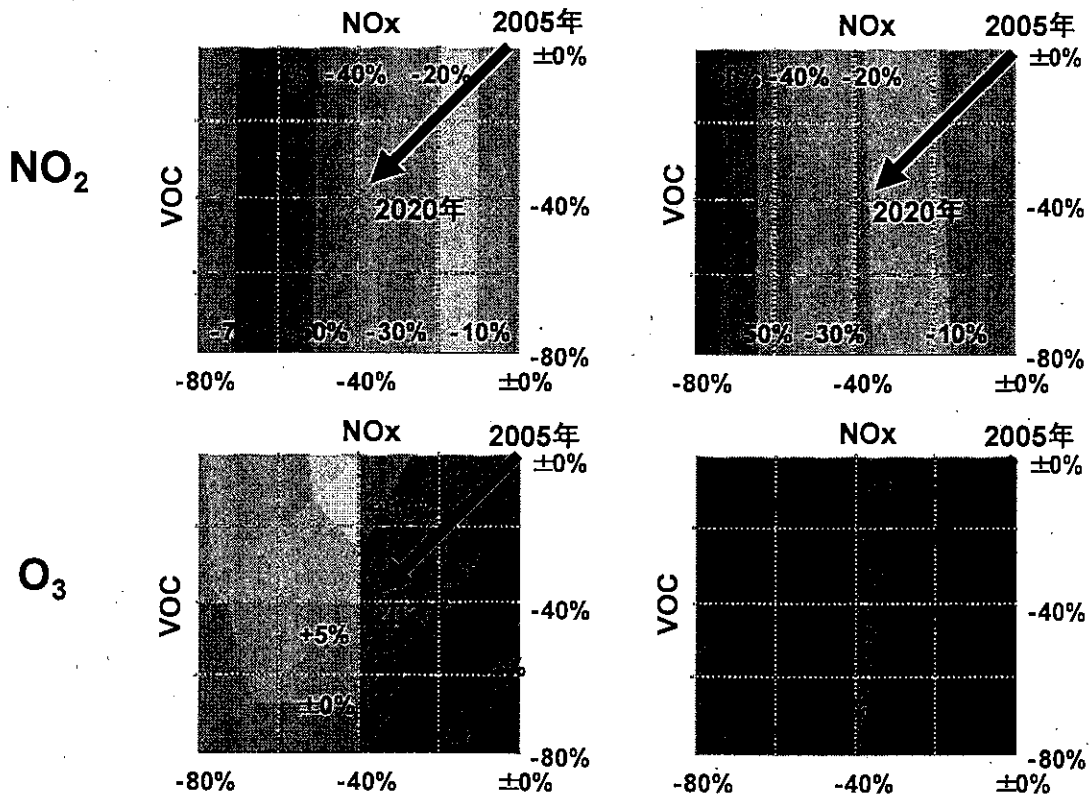 NOx 2005年 NOx 2005年
±0% ±0%
-40% -20% -40% -20%
NO₂
VOC VOC
2020年 -40% 2020年 -40%
-30% -10% -30% -10%
-80% -80%
-80% -40% ±0% -80% -40% ±0%
NOx 2005年 NOx 2005年
±0% ±0%
O₃
VOC VOC
-40% -40%
+5%
±0%
-80% -80%
-80% -40% ±0% -80% -40% ±0%